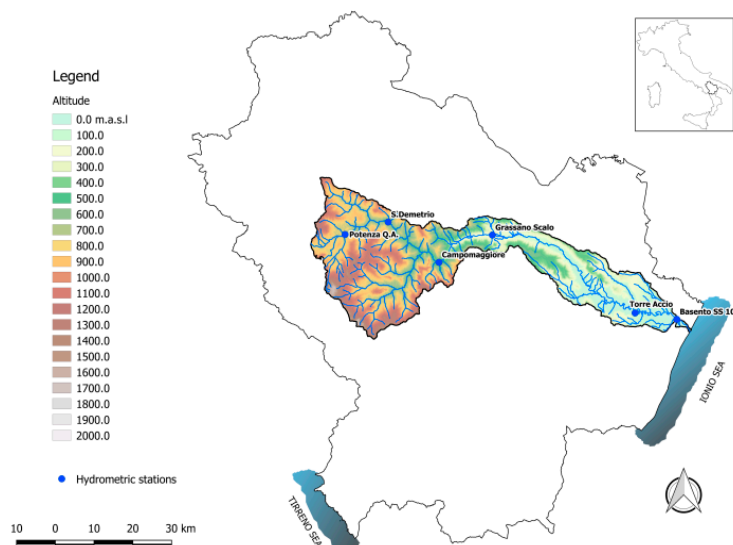 Legend
Altitude
0.0 m.a.s.l
100.0
200.0
300.0
400.0
500.0
600.0
700.0
800.0
900.0
1000.0
1100.0
1200.0
1300.0
1400.0
1500.0
1600.0
1700.0
1800.0
1900.0
2000.0
Hydrometric stations
10 0 10 20 30 km
S.Demetrio
Potenza Q.A.
Grassano Scalo
Campomaggiore
Torre Accio
Basento SS 10
IONIO SEA
TIRRENO SEA